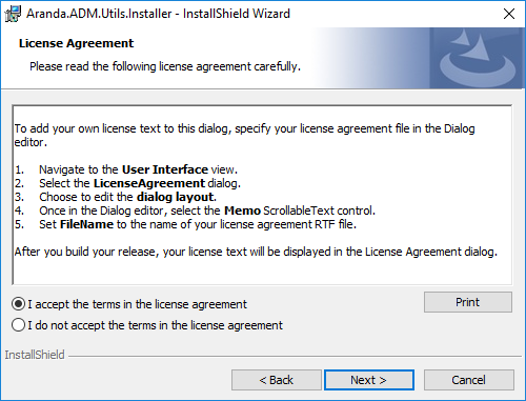 Aranda.ADM.Utils.Installer - InstallShield Wizard
License Agreement
Please read the following license agreement carefully.
To add your own license text to this dialog, specify your license agreement file in the Dialog
editor.
1. Navigate to the User Interface view.
2. Select the LicenseAgreement dialog.
3. Choose to edit the dialog layout.
4. Once in the Dialog editor, select the Memo ScrollableText control.
5. Set FileName to the name of your license agreement RTF file.
After you build your release, your license text will be displayed in the License Agreement dialog.
I accept the terms in the license agreement
Print
I do not accept the terms in the license agreement
InstallShield
< Back
Next >
Cancel